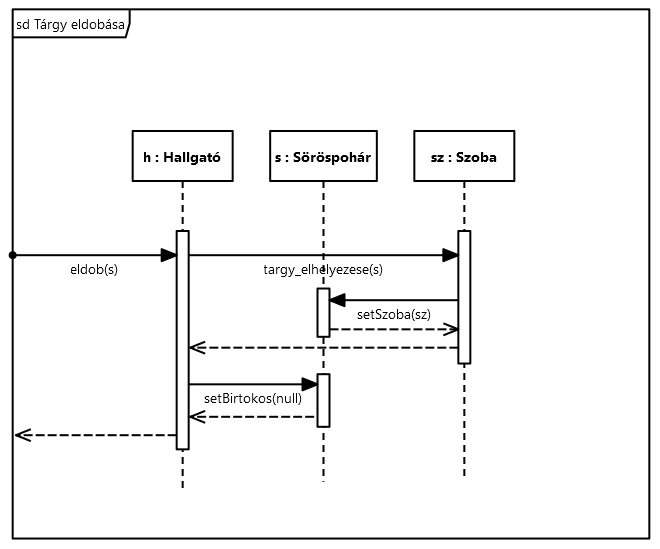 sd Tárgy eldobása
h : Hallgató
s : Söröspohár
sz : Szoba
eldob(s)
targy_elhelyezese(s)
setSzoba(sz)
setBirtokos(null)